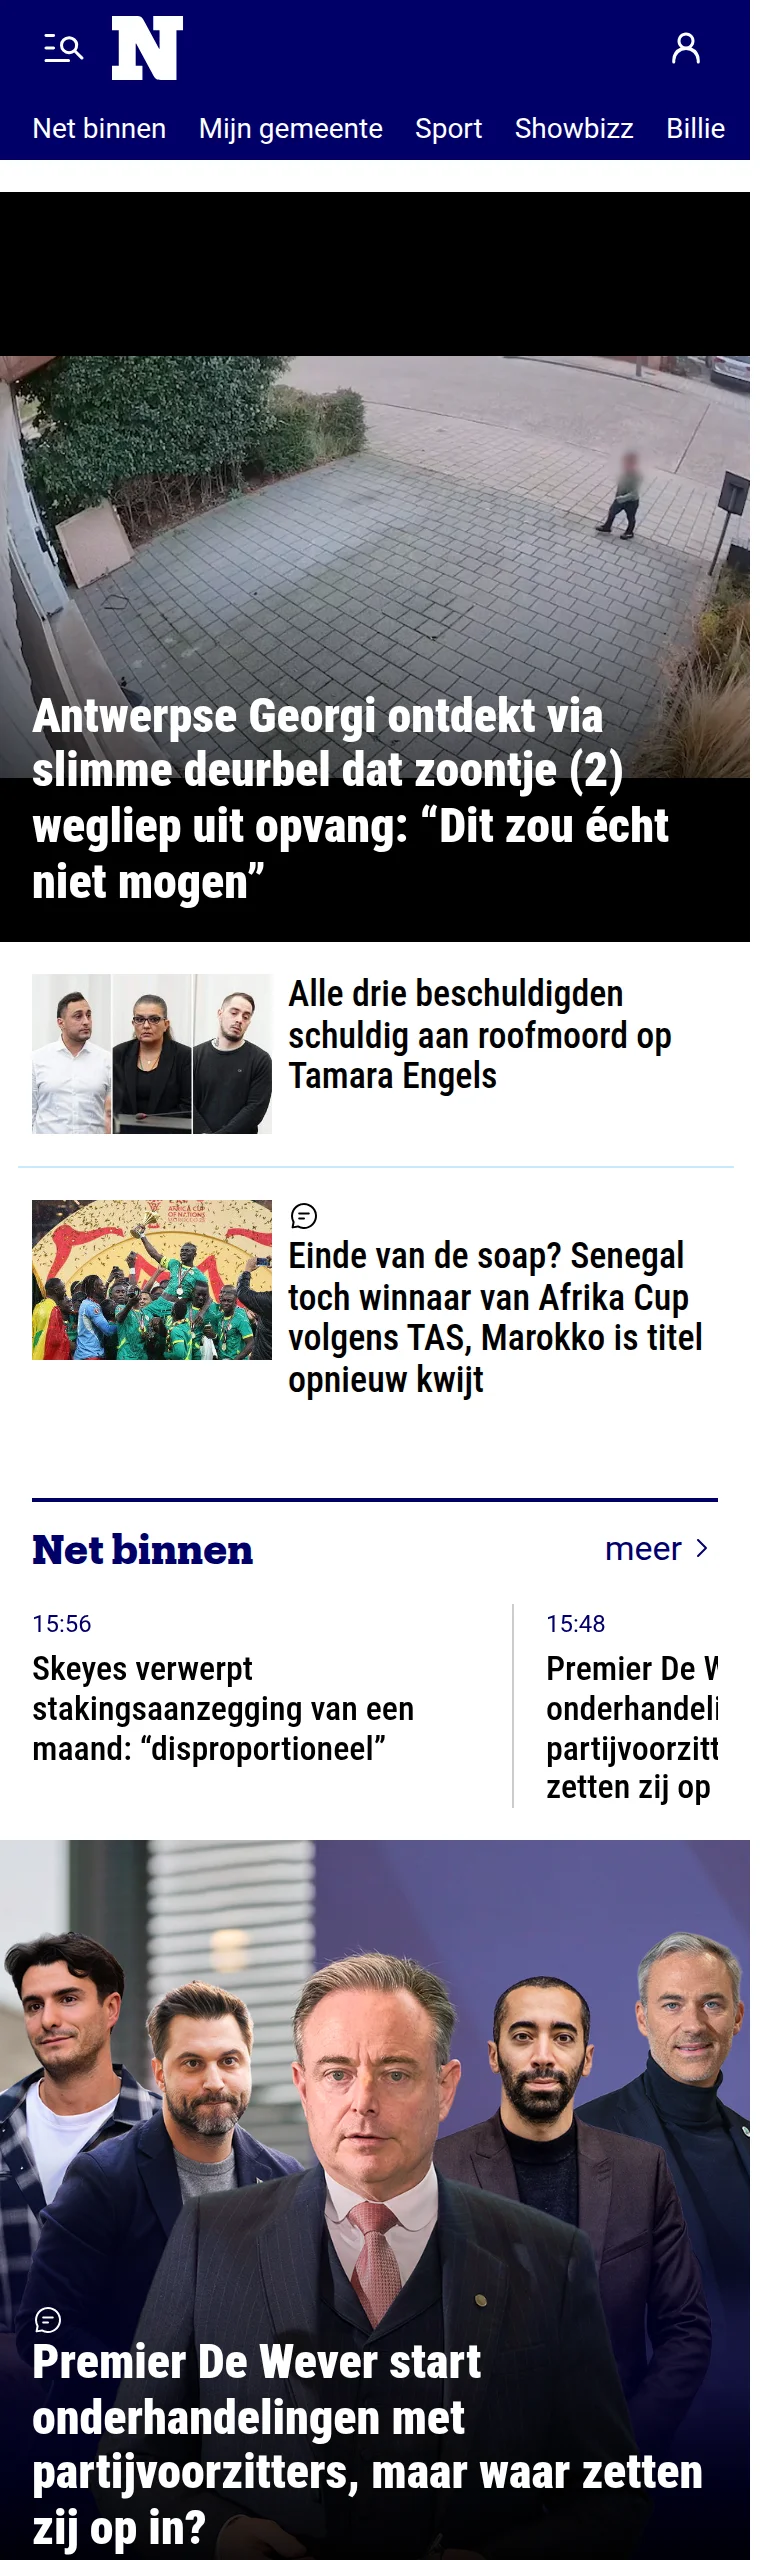 N
Net binnen Mijn gemeente Sport Showbizz Billie
Antwerpse Georgi ontdekt via
slimme deurbel dat zoontje (2)
wegliep uit opvang: “Dit zou écht
niet mogen”
Alle drie beschuldigden
schuldig aan roofmoord op
Tamara Engels
AFRICA CUP
OF NATIONS
Einde van de soap? Senegal
toch winnaar van Afrika Cup
volgens TAS, Marokko is titel
opnieuw kwijt
Net binnen
meer
15:56
Skeyes verwerpt
stakingsaanzegging van een
maand: “disproportioneel”
15:48
Premier De W
onderhandeli
partijvoorzitt
zetten zij op
Premier De Wever start
onderhandelingen met
partijvoorzitters, maar waar zetten
zij op in?